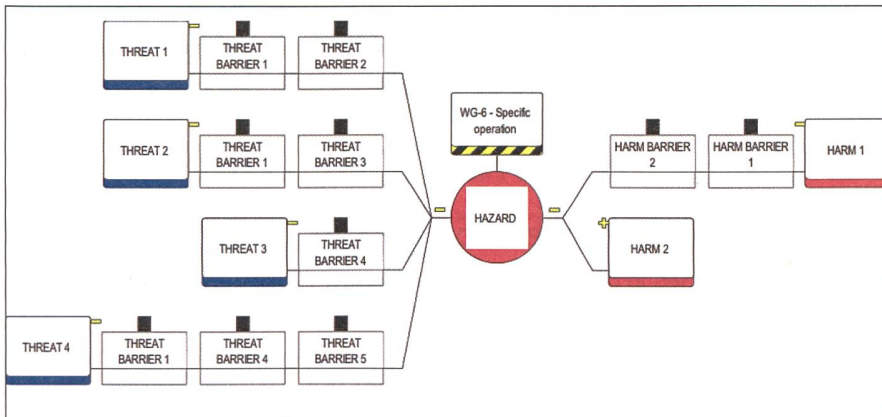 THREAT 1
THREAT
BARRIER 1
THREAT
BARRIER 2
THREAT 2
THREAT
BARRIER 1
THREAT
BARRIER 3
THREAT 3
THREAT
BARRIER 4
THREAT 4
THREAT
BARRIER 1
THREAT
BARRIER 4
THREAT
BARRIER 5
WG-6 - Specific
operation
HAZARD
HARM BARRIER
2
HARM BARRIER
1
HARM 1
HARM 2